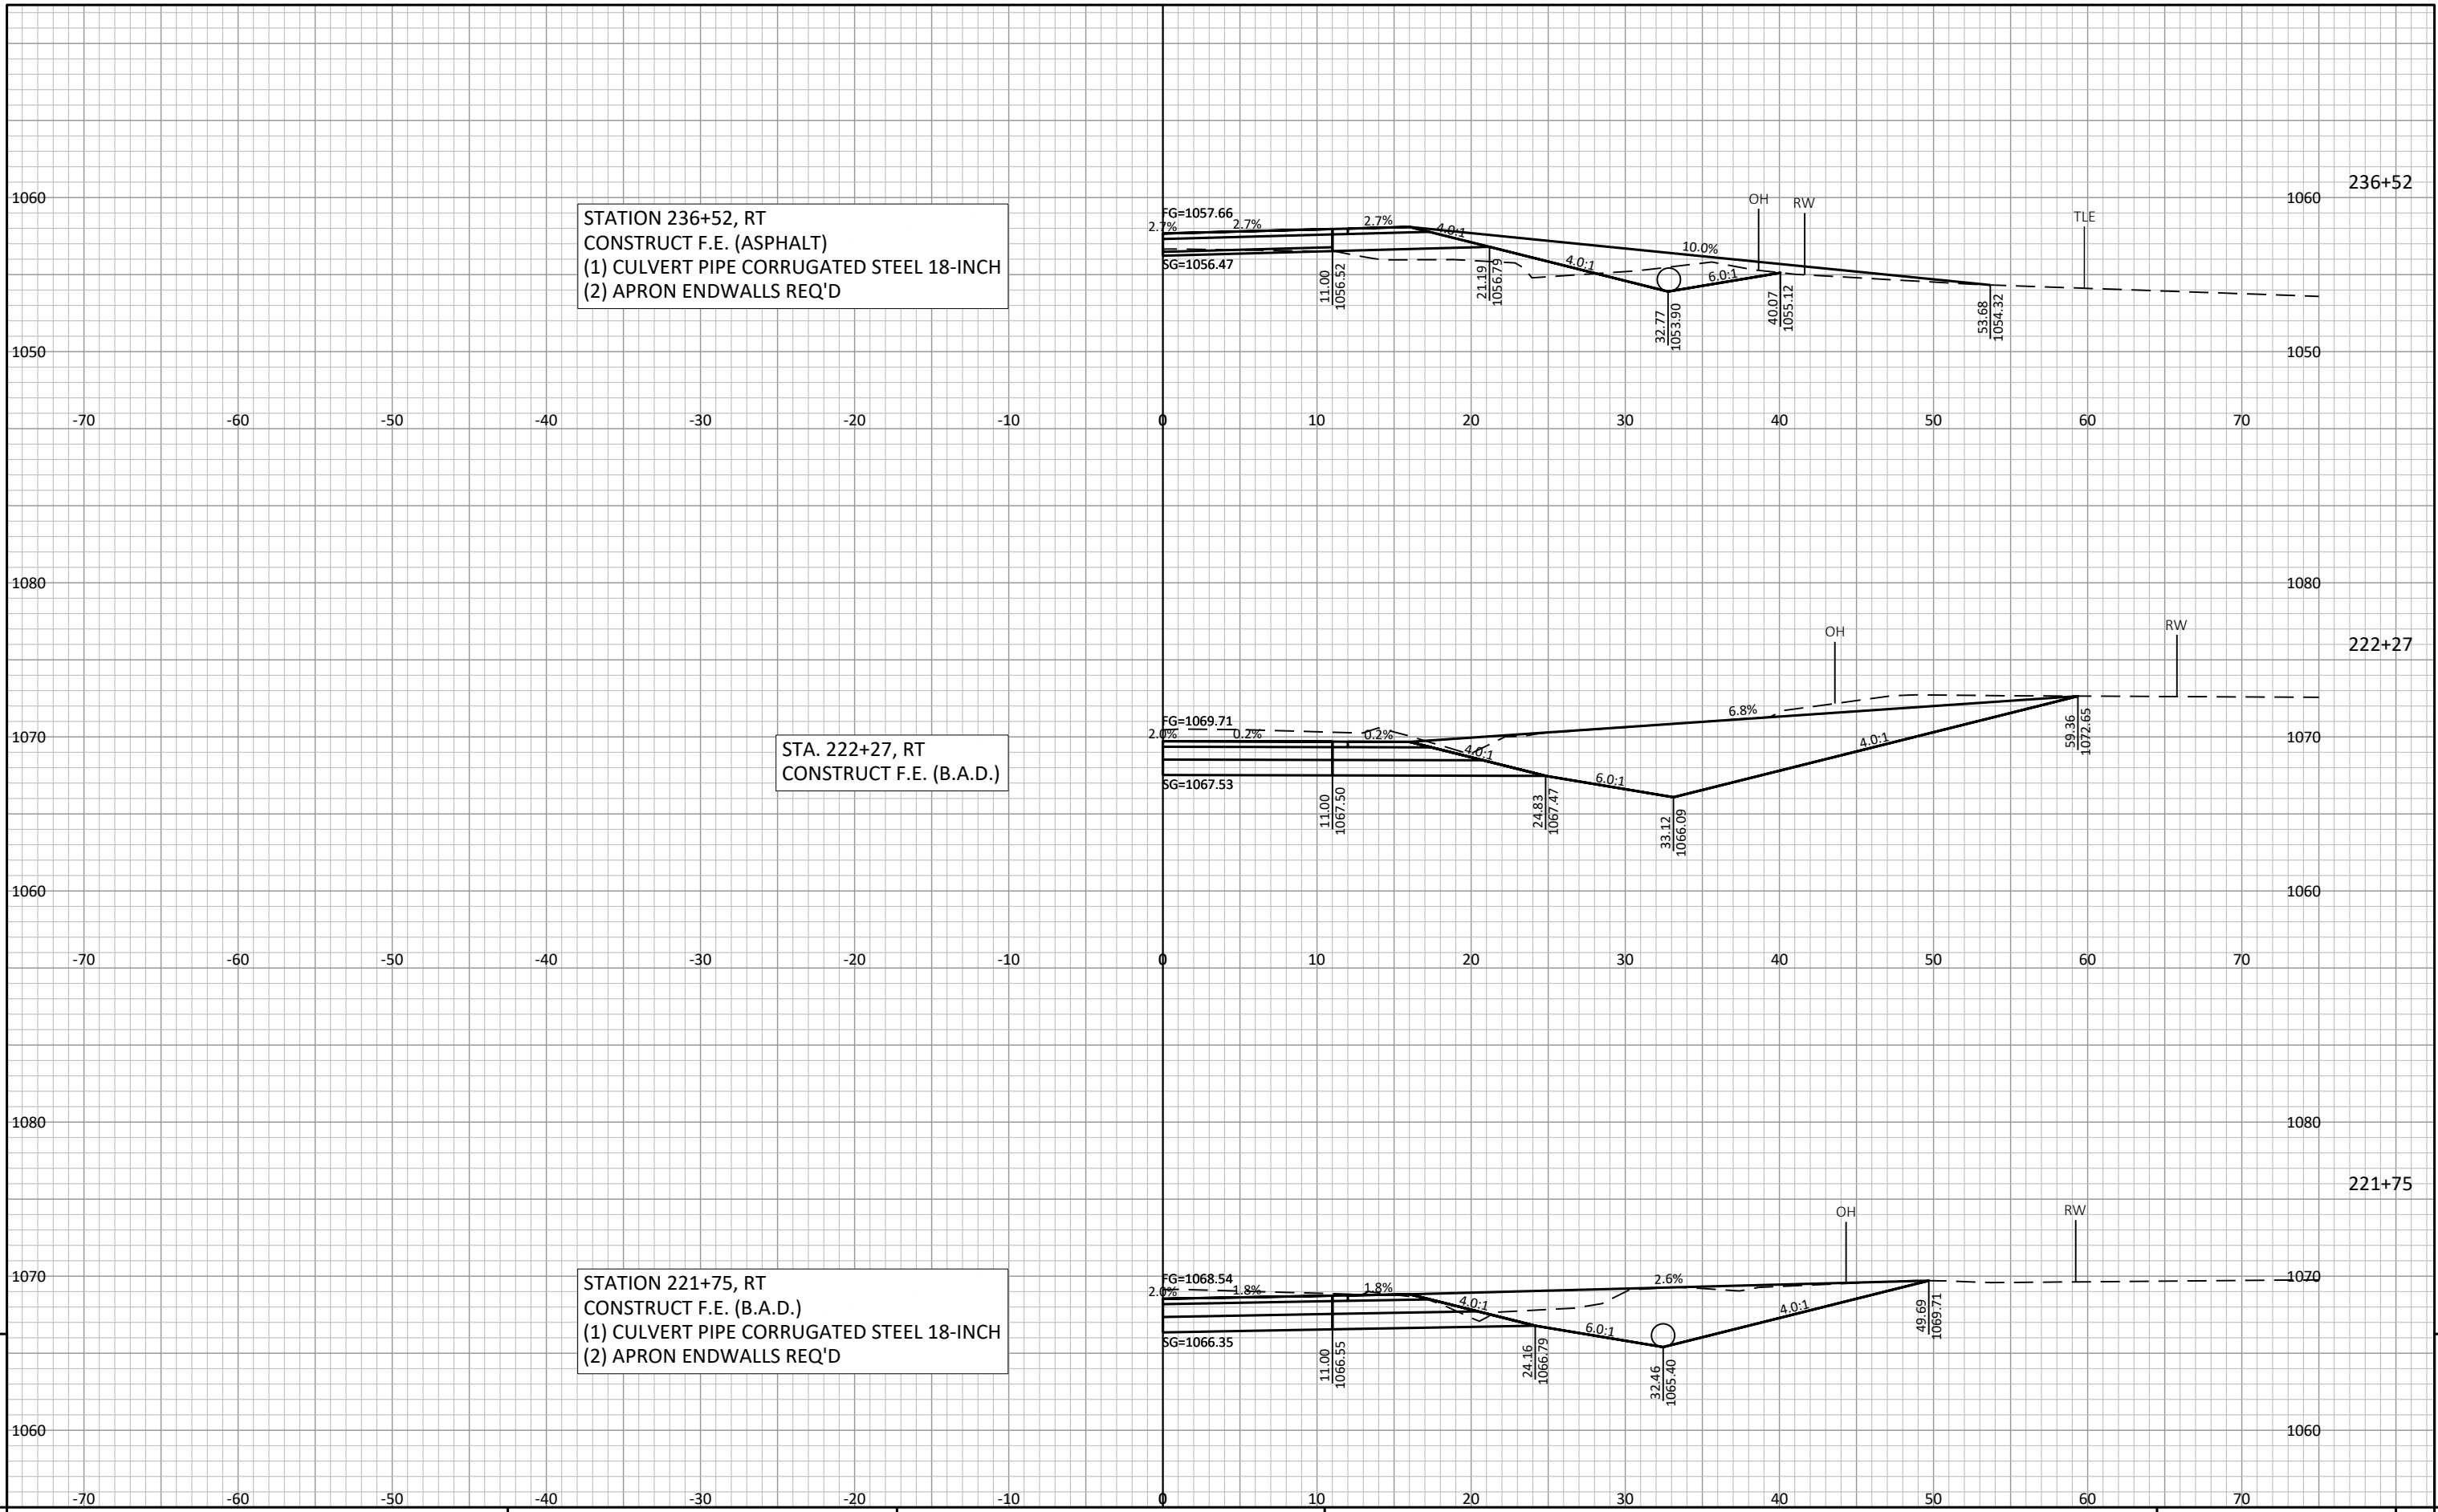 236+52
1060
1060
STATION 236+52, RT
CONSTRUCT F.E. (ASPHALT)
(1) CULVERT PIPE CORRUGATED STEEL 18-INCH
(2) APRON ENDWALLS REQ'D
FG=1057.66
2.7%
2.7%
2.7%
4.0:1
OH
RW
TLE
10.0%
4.0:1
6.0:1
SG=1056.47
11.00
1056.52
21.19
1056.79
32.77
1053.90
40.07
1055.12
53.68
1054.32
1050
1050
-70 -60 -50 -40 -30 -20 -10 0 10 20 30 40 50 60 70
1080
1080
222+27
OH
RW
STA. 222+27, RT
CONSTRUCT F.E. (B.A.D.)
1070
1070
FG=1069.71
2.0%
0.2%
0.2%
4.0:1
6.8%
6.0:1
4.0:1
SG=1067.53
11.00
1067.50
24.83
1067.47
33.12
1066.09
59.36
1072.65
1060
1060
-70 -60 -50 -40 -30 -20 -10 0 10 20 30 40 50 60 70
1080
1080
221+75
OH
RW
1070
1070
STATION 221+75, RT
CONSTRUCT F.E. (B.A.D.)
(1) CULVERT PIPE CORRUGATED STEEL 18-INCH
(2) APRON ENDWALLS REQ'D
FG=1068.54
2.0%
1.8%
1.8%
4.0:1
2.6%
6.0:1
4.0:1
SG=1066.35
11.00
1066.55
24.16
1066.79
32.46
1065.40
49.69
1069.71
1060
1060
-70 -60 -50 -40 -30 -20 -10 0 10 20 30 40 50 60 70